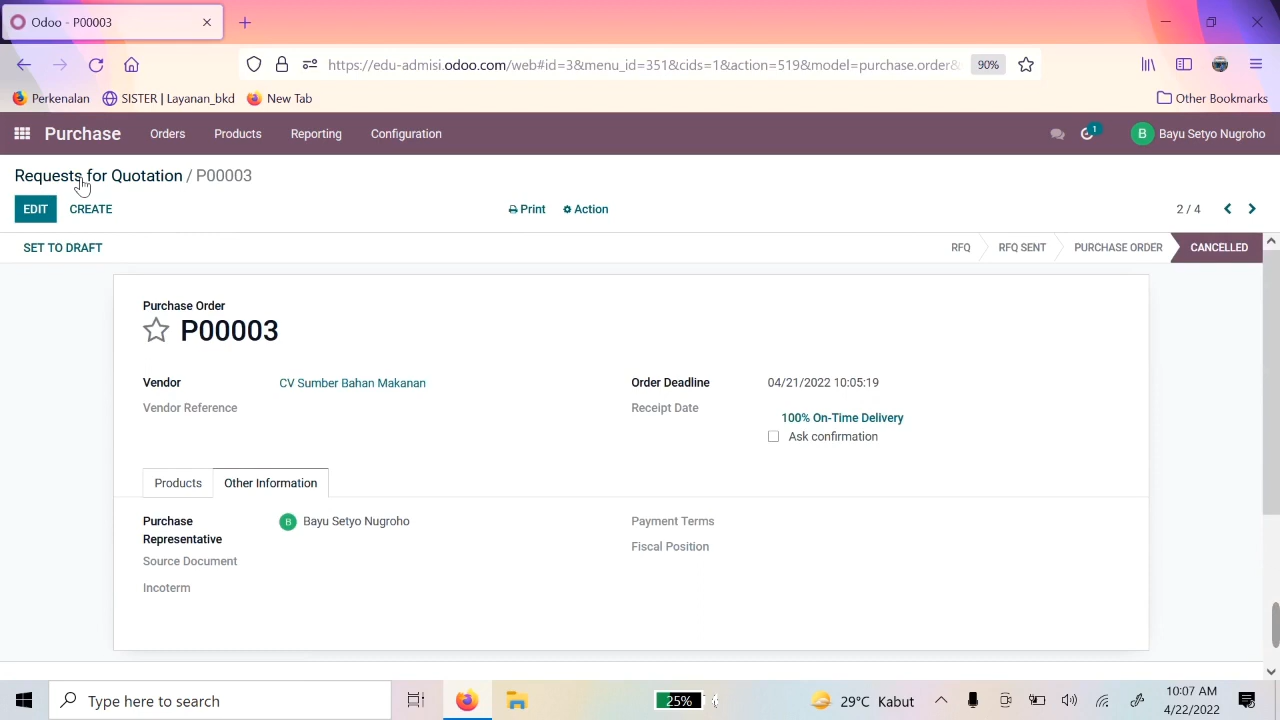 Odoo - P00003
https://edu-admisi.odoo.com/web#id=3&menu_id=351&cids=1&action=519&model=purchase.order&
90%
Perkenalan SISTER | Layanan_bkd New Tab Other Bookmarks
Purchase Orders Products Reporting Configuration 1 B Bayu Setyo Nugroho
Requests for Quotation / P00003
EDIT CREATE Print Action 2 / 4
SET TO DRAFT RFQ RFQ SENT PURCHASE ORDER CANCELLED
Purchase Order
P00003
Vendor CV Sumber Bahan Makanan Order Deadline 04/21/2022 10:05:19
Vendor Reference Receipt Date
100% On-Time Delivery
Ask confirmation
Products Other Information
Purchase Representative B Bayu Setyo Nugroho Payment Terms
Source Document Fiscal Position
Incoterm
Type here to search 25% 29°C Kabut 10:07 AM
4/22/2022